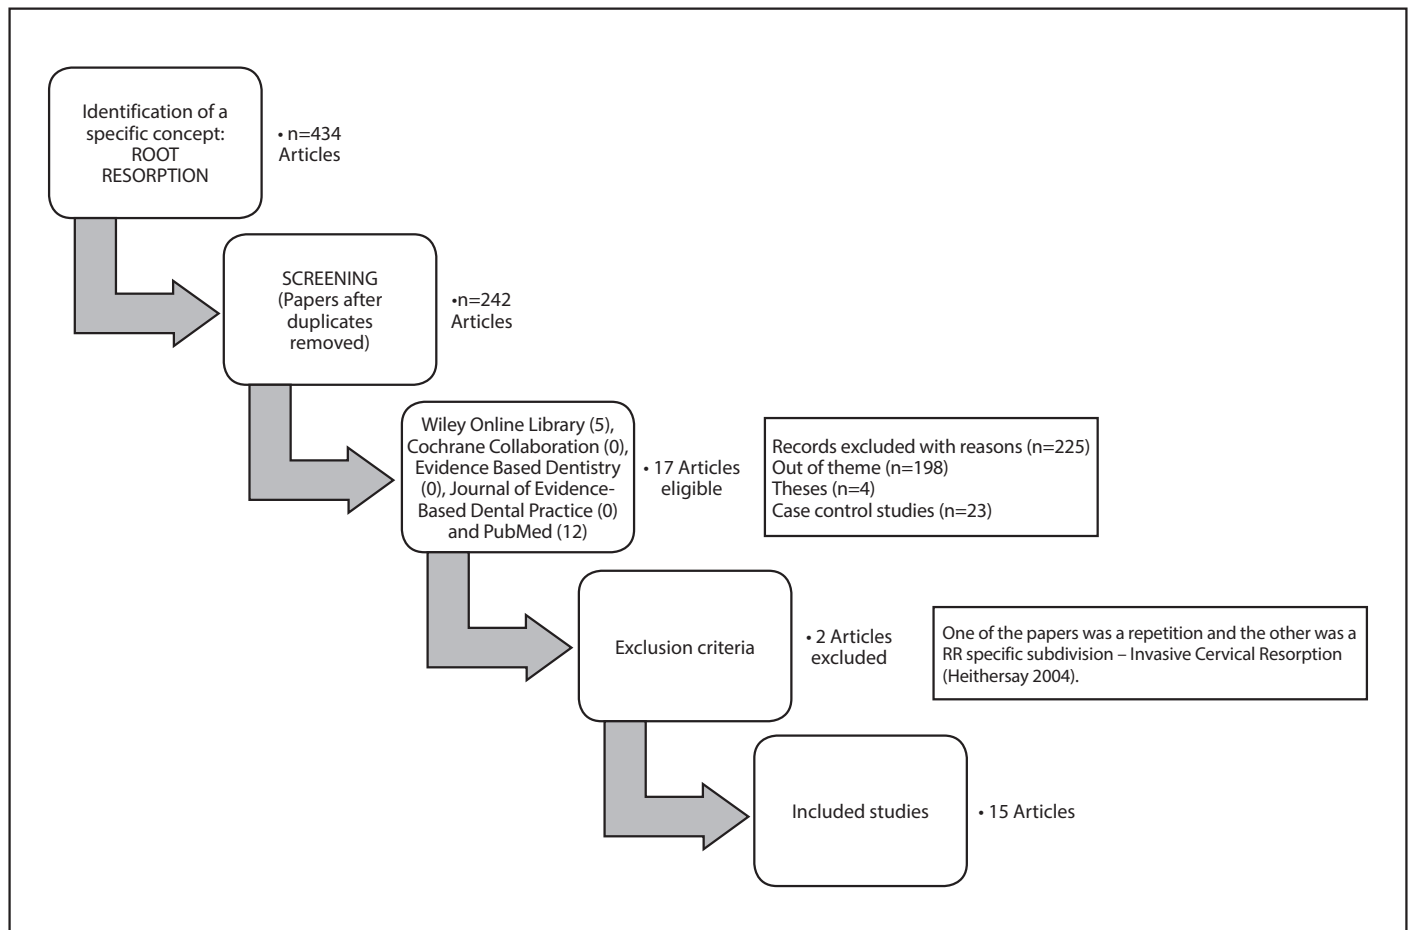 Identification of a
specific concept:
ROOT
RESORPTION
• n=434
Articles
SCREENING
(Papers after
duplicates
removed)
•n=242
Articles
Wiley Online Library (5),
Cochrane Collaboration (0),
Evidence Based Dentistry
(0), Journal of Evidence-
Based Dental Practice (0)
and PubMed (12)
• 17 Articles
eligible
Records excluded with reasons (n=225)
Out of theme (n=198)
Theses (n=4)
Case control studies (n=23)
Exclusion criteria
• 2 Articles
excluded
One of the papers was a repetition and the other was a
RR specific subdivision – Invasive Cervical Resorption
(Heithersay 2004).
Included studies
• 15 Articles